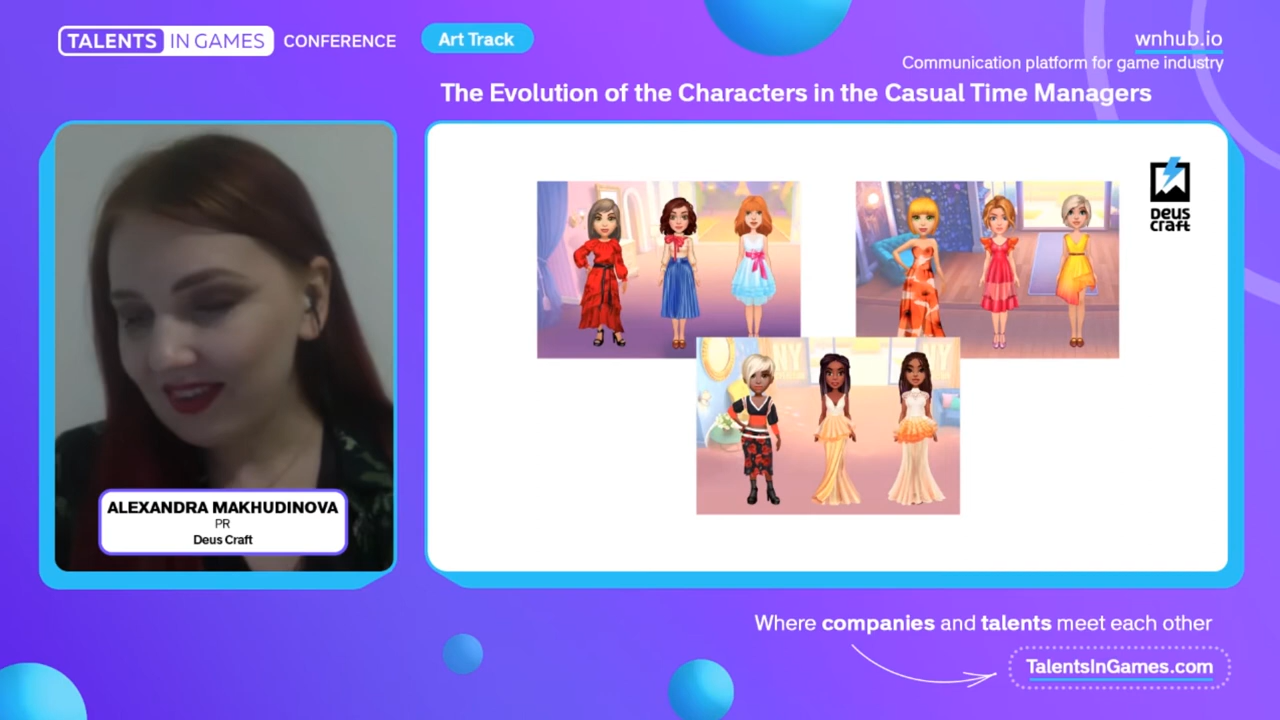 TALENTS IN GAMES CONFERENCE
Art Track
wnhub.io
Communication platform for game industry
The Evolution of the Characters in the Casual Time Managers
DEUS
craft
NY
NY
ALEXANDRA MAKHUDINOVA
PR
Deus Craft
Where companies and talents meet each other
TalentsInGames.com